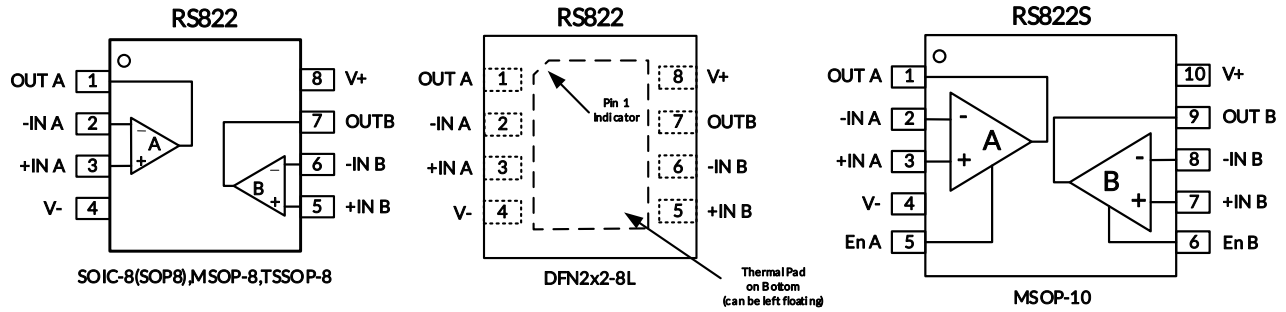 RS822
OUT A 1
-IN A 2
+IN A 3
V- 4
8 V+
7 OUTB
6 -IN B
5 +IN B
− A +
− B +
SOIC-8(SOP8),MSOP-8,TSSOP-8
RS822
OUT A 1
-IN A 2
+IN A 3
V- 4
8 V+
7 OUTB
6 -IN B
5 +IN B
Pin 1
Indicator
DFN2x2-8L
Thermal Pad
on Bottom
(can be left floating)
RS822S
OUT A 1
-IN A 2
+IN A 3
V- 4
En A 5
10 V+
9 OUT B
8 -IN B
7 +IN B
6 En B
- A +
- B +
MSOP-10